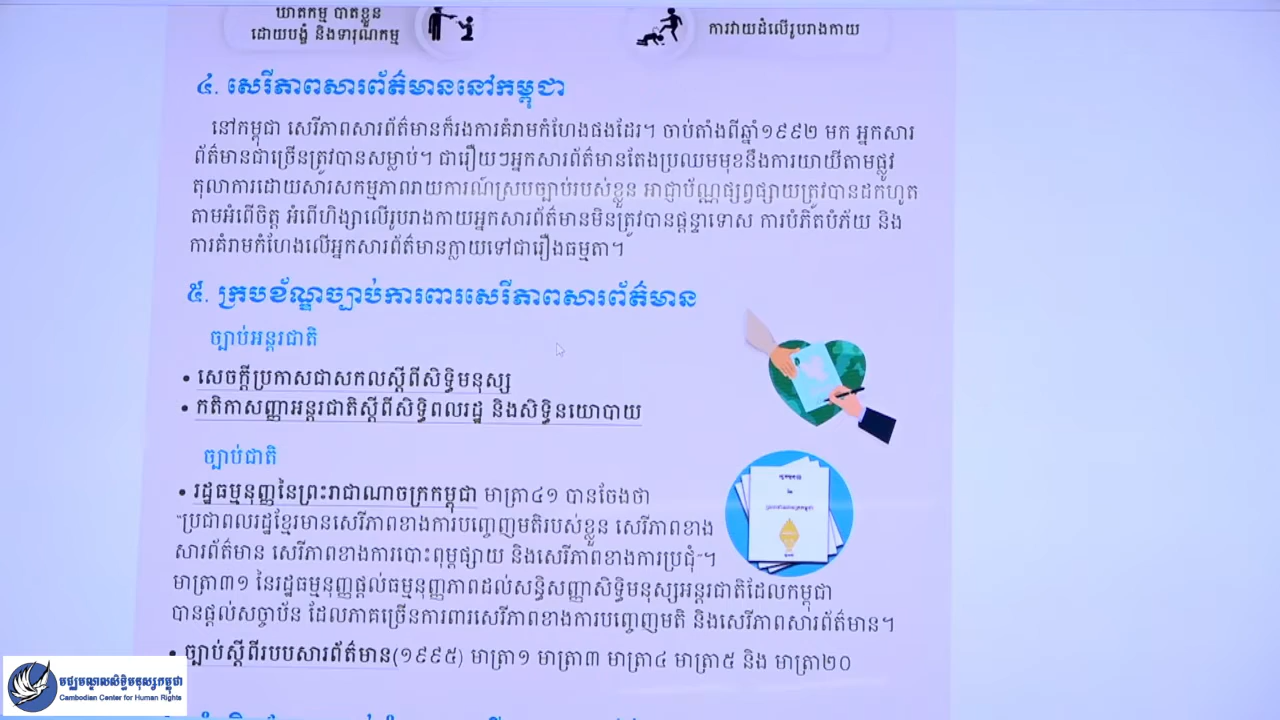 ឃាតកម្ម បាត់ខ្លួន
ដោយបង្ខំ និងទារុណកម្ម
ការវាយដំលើរូបរាងកាយ
៤. សេរីភាពសារព័ត៌មាននៅកម្ពុជា
នៅកម្ពុជា សេរីភាពសារព័ត៌មានក៏រងការគំរាមកំហែងផងដែរ។ ចាប់តាំងពីឆ្នាំ១៩៩២ មក អ្នកសារ
ព័ត៌មានជាច្រើនត្រូវបានសម្លាប់។ ជារឿយៗអ្នកសារព័ត៌មានតែងប្រឈមមុខនឹងការយាយីតាមផ្លូវ
តុលាការដោយសារសកម្មភាពរាយការណ៍ស្របច្បាប់របស់ខ្លួន អាជ្ញាប័ណ្ណផ្សព្វផ្សាយត្រូវបានដកហូត
តាមអំពើចិត្ត អំពើហិង្សាលើរូបរាងកាយអ្នកសារព័ត៌មានមិនត្រូវបានផ្តន្ទាទោស ការបំភិតបំភ័យ និង
ការគំរាមកំហែងលើអ្នកសារព័ត៌មានក្លាយទៅជារឿងធម្មតា។
៥. ក្របខ័ណ្ឌច្បាប់ការពារសេរីភាពសារព័ត៌មាន
ច្បាប់អន្តរជាតិ
• សេចក្តីប្រកាសជាសកលស្តីពីសិទ្ធិមនុស្ស
• កតិកាសញ្ញាអន្តរជាតិស្តីពីសិទ្ធិពលរដ្ឋ និងសិទ្ធិនយោបាយ
ច្បាប់ជាតិ
• រដ្ឋធម្មនុញ្ញនៃព្រះរាជាណាចក្រកម្ពុជា មាត្រា៤១ បានចែងថា
"ប្រជាពលរដ្ឋខ្មែរមានសេរីភាពខាងការបញ្ចេញមតិរបស់ខ្លួន សេរីភាពខាង
សារព័ត៌មាន សេរីភាពខាងការបោះពុម្ពផ្សាយ និងសេរីភាពខាងការប្រជុំ"។
មាត្រា៣១ នៃរដ្ឋធម្មនុញ្ញផ្តល់ធម្មនុញ្ញភាពដល់សន្ធិសញ្ញាសិទ្ធិមនុស្សអន្តរជាតិដែលកម្ពុជា
បានផ្តល់សច្ចាប័ន ដែលភាគច្រើនការពារសេរីភាពខាងការបញ្ចេញមតិ និងសេរីភាពសារព័ត៌មាន។
• ច្បាប់ស្តីពីរបបសារព័ត៌មាន(១៩៩៥) មាត្រា១ មាត្រា៣ មាត្រា៤ មាត្រា៥ និង មាត្រា២០
មជ្ឈមណ្ឌលសិទ្ធិមនុស្សកម្ពុជា
Cambodian Center for Human Rights